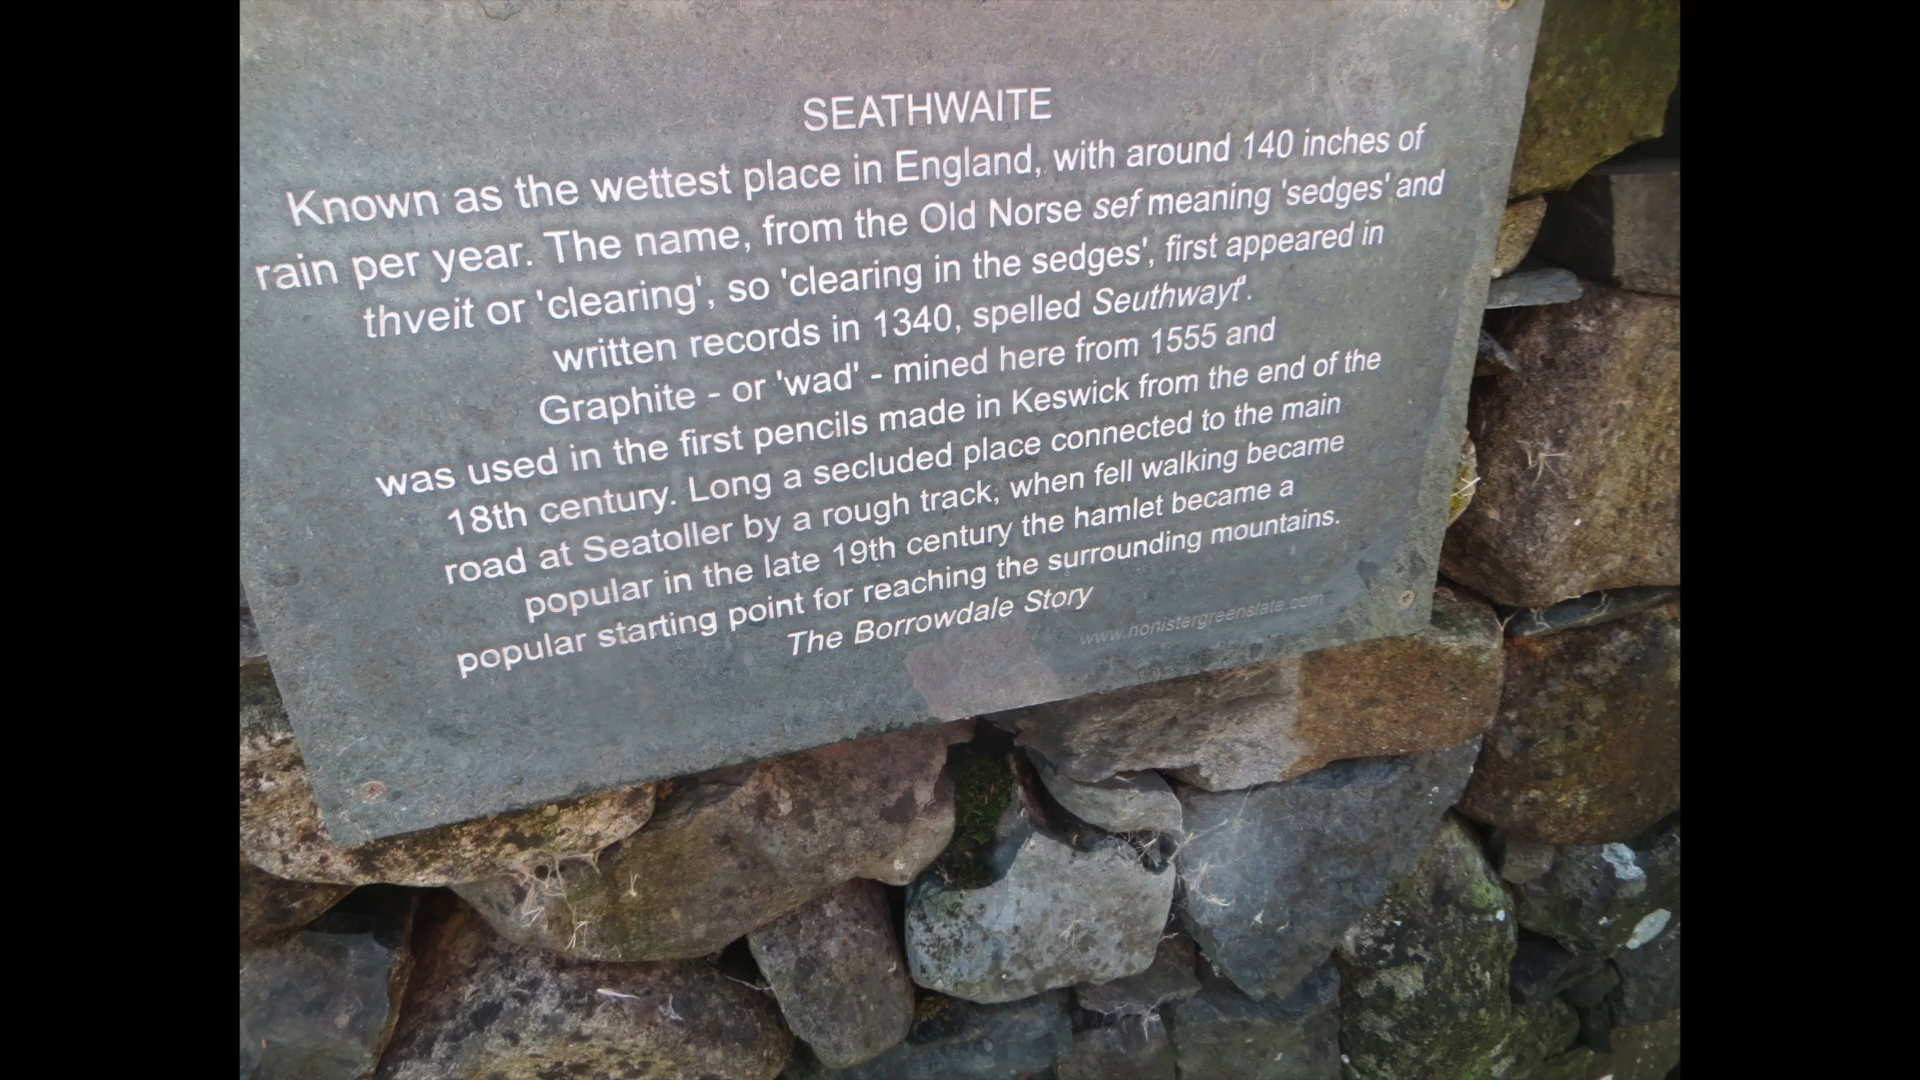 SEATHWAITE
Known as the wettest place in England, with around 140 inches of
rain per year. The name, from the Old Norse sef meaning 'sedges' and
thveit or 'clearing', so 'clearing in the sedges', first appeared in
written records in 1340, spelled Seuthwayt'.
Graphite - or 'wad' - mined here from 1555 and
was used in the first pencils made in Keswick from the end of the
18th century. Long a secluded place connected to the main
road at Seatoller by a rough track, when fell walking became
popular in the late 19th century the hamlet became a
popular starting point for reaching the surrounding mountains.
The Borrowdale Story
www.honistergreenslate.com